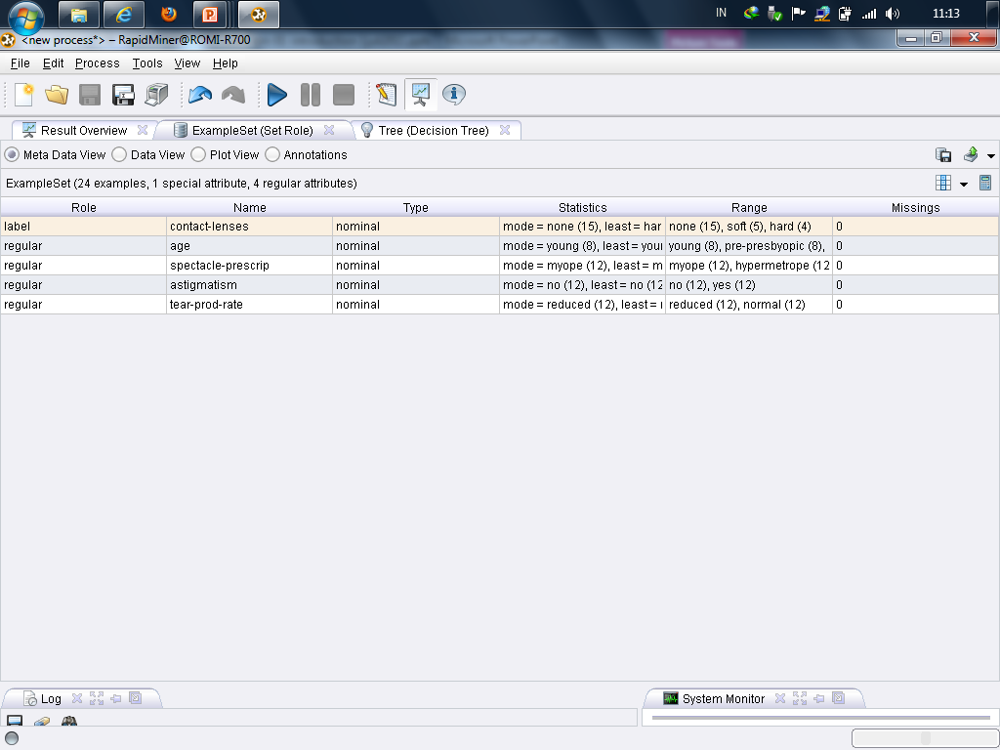 IN 11:13
<new process*> – RapidMiner@ROMI-R700
File Edit Process Tools View Help
Result Overview ExampleSet (Set Role) Tree (Decision Tree)
Meta Data View Data View Plot View Annotations
ExampleSet (24 examples, 1 special attribute, 4 regular attributes)
Role Name Type Statistics Range Missings
label contact-lenses nominal mode = none (15), least = har none (15), soft (5), hard (4) 0
regular age nominal mode = young (8), least = your young (8), pre-presbyopic (8), 0
regular spectacle-prescrip nominal mode = myope (12), least = m myope (12), hypermetrope (12 0
regular astigmatism nominal mode = no (12), least = no (12 no (12), yes (12) 0
regular tear-prod-rate nominal mode = reduced (12), least = reduced (12), normal (12) 0
Log System Monitor